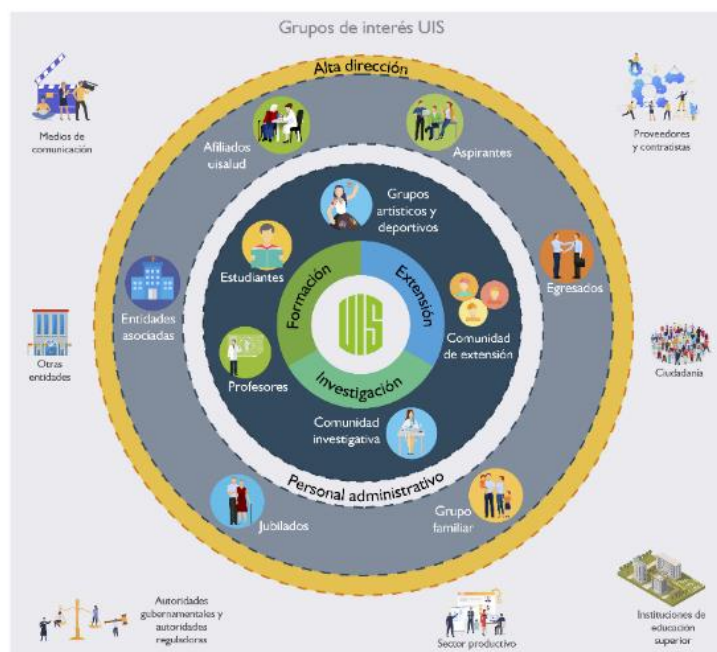 Grupos de interés UIS
Alta dirección
Medios de
comunicación
Proveedores
y contratistas
Afiliados
uisalud
Aspirantes
Grupos
artísticos y
deportivos
Estudiantes
Egresados
Entidades
asociadas
Formación
Extensión
UIS
Comunidad
de extensión
Otras
entidades
Ciudadanía
Profesores
Investigación
Comunidad
investigativa
Personal administrativo
Jubilados
Grupo
familiar
Autoridades
gubernamentales y
autoridades
reguladoras
Sector productivo
Instituciones de
educación
superior